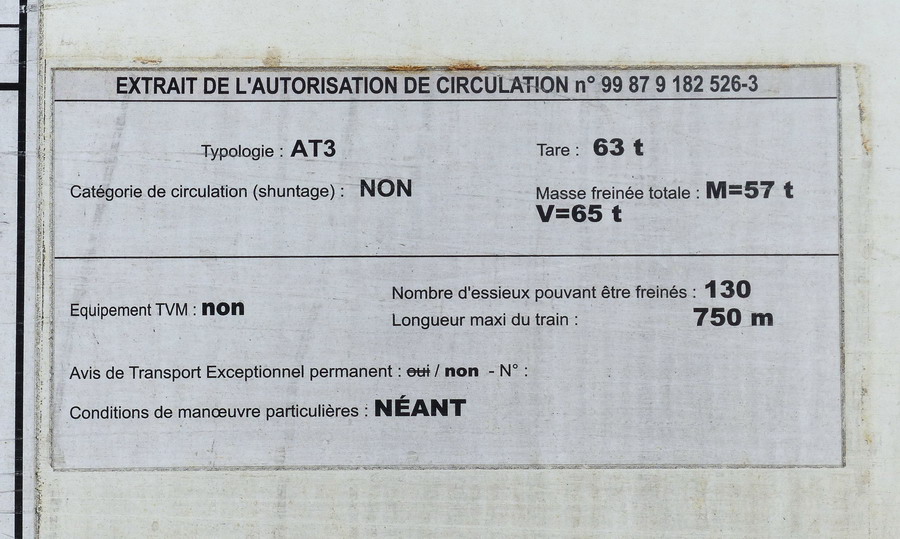 EXTRAIT DE L'AUTORISATION DE CIRCULATION n° 99 87 9 182 526-3
Typologie : AT3
Tare : 63 t
Catégorie de circulation (shuntage) : NON
Masse freinée totale : M=57 t
V=65 t
Equipement TVM : non
Nombre d'essieux pouvant être freinés : 130
Longueur maxi du train : 750 m
Avis de Transport Exceptionnel permanent : oui / non - N° :
Conditions de manœuvre particulières : NÉANT